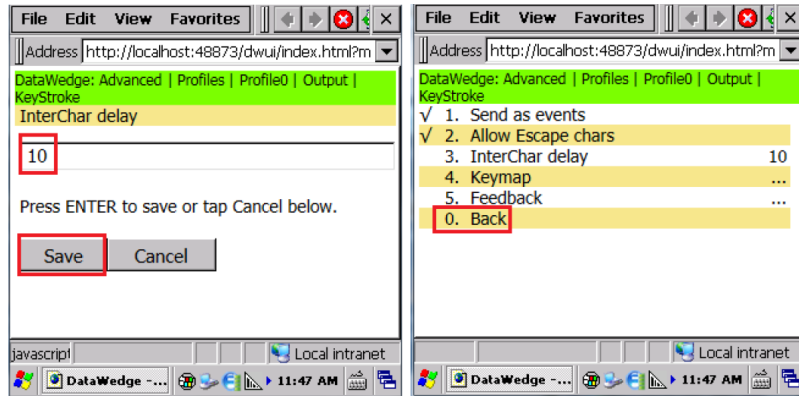 File Edit View Favorites
Address http://localhost:48873/dwui/index.html?m
DataWedge: Advanced | Profiles | Profile0 | Output |
KeyStroke
InterChar delay
10
Press ENTER to save or tap Cancel below.
Save Cancel
javascript
Local intranet
DataWedge -... 11:47 AM
File Edit View Favorites
Address http://localhost:48873/dwui/index.html?m
DataWedge: Advanced | Profiles | Profile0 | Output |
KeyStroke
√ 1. Send as events
√ 2. Allow Escape chars
3. InterChar delay 10
4. Keymap ...
5. Feedback ...
0. Back
Local intranet
DataWedge -... 11:47 AM